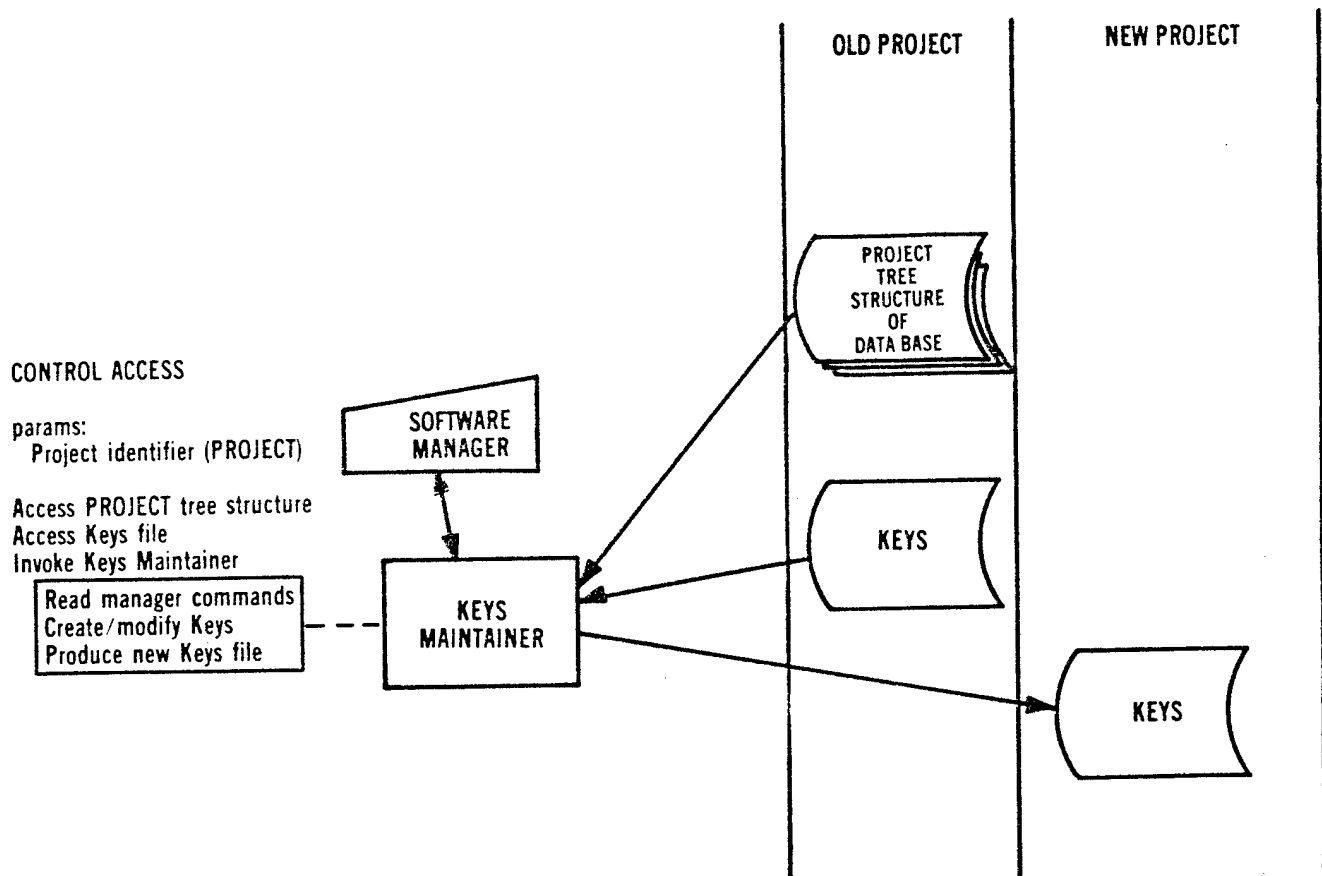 OLD PROJECT
NEW PROJECT
PROJECT
TREE
STRUCTURE
OF
DATA BASE
CONTROL ACCESS
params:
Project identifier (PROJECT)
SOFTWARE
MANAGER
Access PROJECT tree structure
Access Keys file
Invoke Keys Maintainer
Read manager commands
Create/modify Keys
Produce new Keys file
KEYS
MAINTAINER
KEYS
KEYS